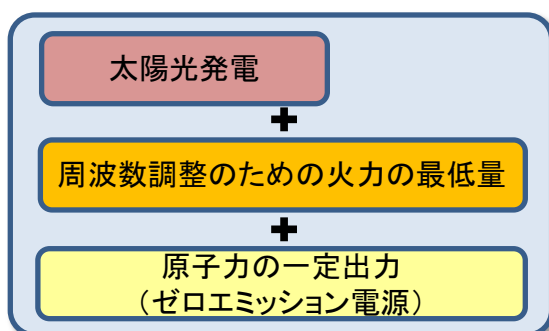 太陽光発電
+
周波数調整のための火力の最低量
+
原子力の一定出力
（ゼロエミッション電源）